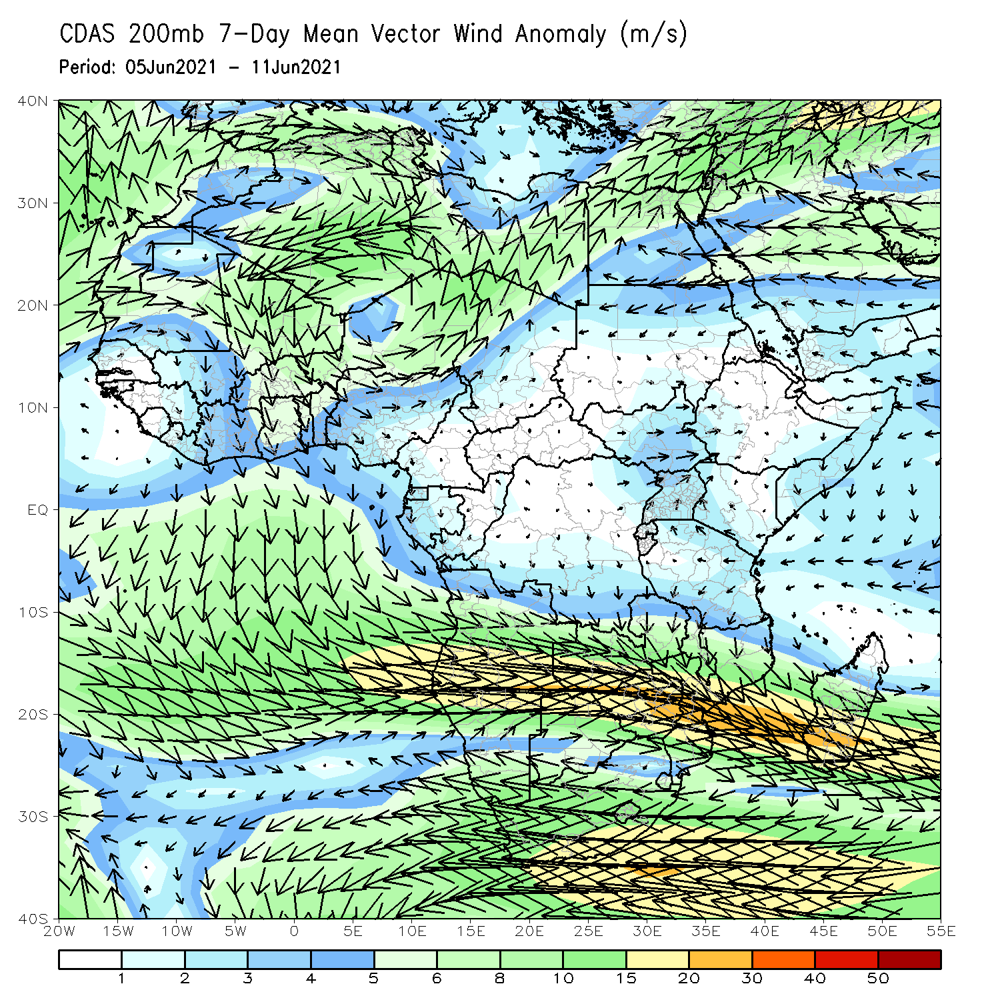 CDAS 200mb 7-Day Mean Vector Wind Anomaly (m/s)
Period: 05Jun2021 - 11Jun2021
40N
30N
20N
10N
EQ
10S
20S
30S
40S
20W 15W 10W 5W 0 5E 10E 15E 20E 25E 30E 35E 40E 45E 50E 55E
1 2 3 4 5 6 8 10 15 20 30 40 50